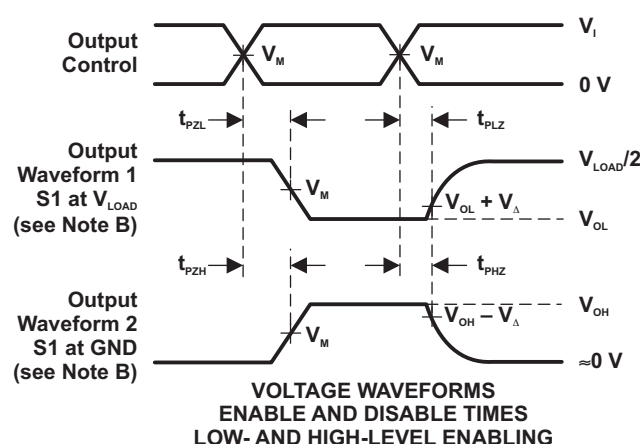 Output
Control
V_M
V_M
V_I
0 V
t_PZL
t_PLZ
Output
Waveform 1
S1 at V_LOAD
(see Note B)
V_M
V_LOAD/2
V_OL + V_Δ
V_OL
t_PZH
t_PHZ
Output
Waveform 2
S1 at GND
(see Note B)
V_M
V_OH
V_OH – V_Δ
≈0 V
VOLTAGE WAVEFORMS
ENABLE AND DISABLE TIMES
LOW- AND HIGH-LEVEL ENABLING